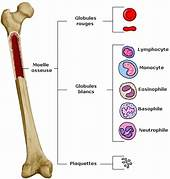 Globules
rouges
Lymphocyte
Moelle
osseuse
Monocyte
Globules
blancs
Eosinophile
Basophile
Neutrophile
Plaquettes